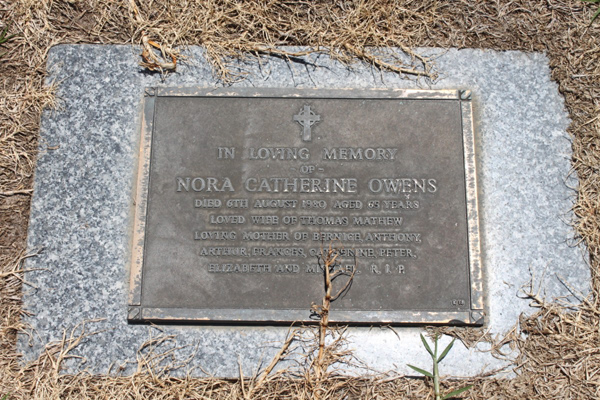 IN LOVING MEMORY
- OF -
NORA CATHERINE OWENS
DIED 6TH AUGUST 1980 AGED 69 YEARS
LOVED WIFE OF THOMAS MATHEW
LOVING MOTHER OF BERNICE, ANTHONY,
ARTHUR, FRANCES, CATHERINE, PETER,
ELIZABETH AND MICHAEL. R. I. P.